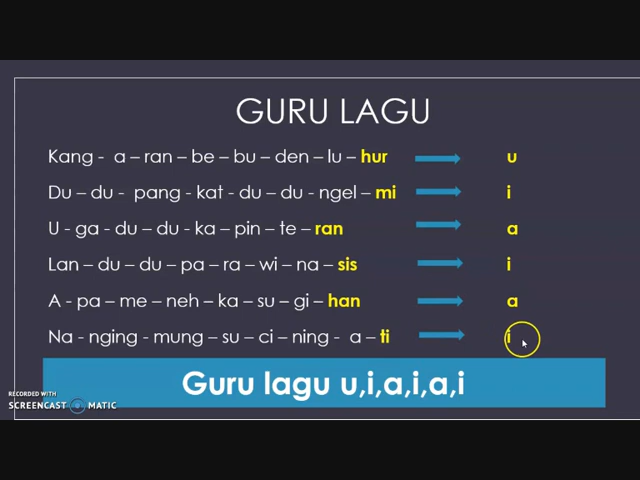 GURU LAGU
Kang - a – ran – be – bu – den – lu – hur u
Du – du - pang - kat - du – du - ngel – mi i
U - ga - du – du - ka – pin – te – ran a
Lan – du – du – pa – ra – wi – na – sis i
A - pa – me – neh – ka – su – gi – han a
Na - nging - mung – su – ci – ning - a – ti i
Guru lagu u,i,a,i,a,i
RECORDED WITH
SCREENCAST MATIC